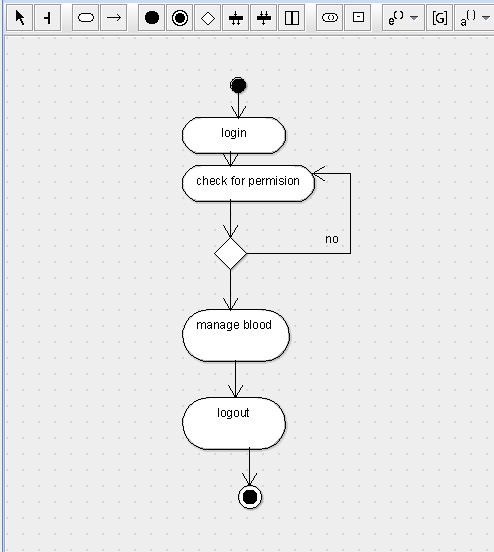 e()
[G]
a()
login
check for permision
no
manage blood
logout